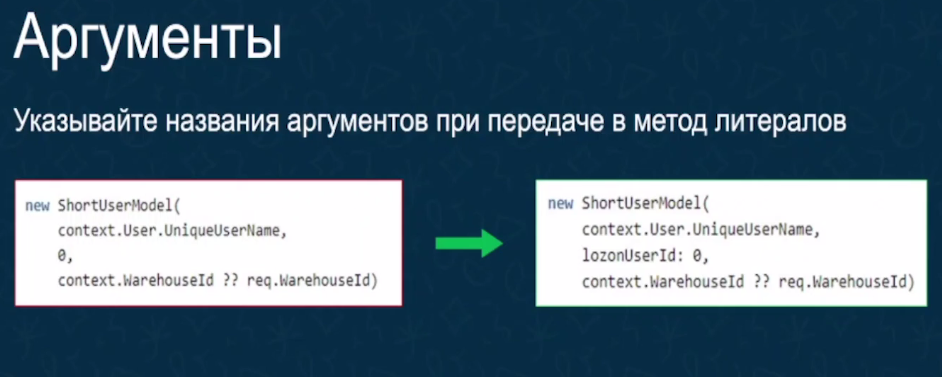 Аргументы
Указывайте названия аргументов при передаче в метод литералов
new ShortUserModel(
context.User.UniqueUserName,
0,
context.WarehouseId ?? req.WarehouseId)
new ShortUserModel(
context.User.UniqueUserName,
lozonUserId: 0,
context.WarehouseId ?? req.WarehouseId)